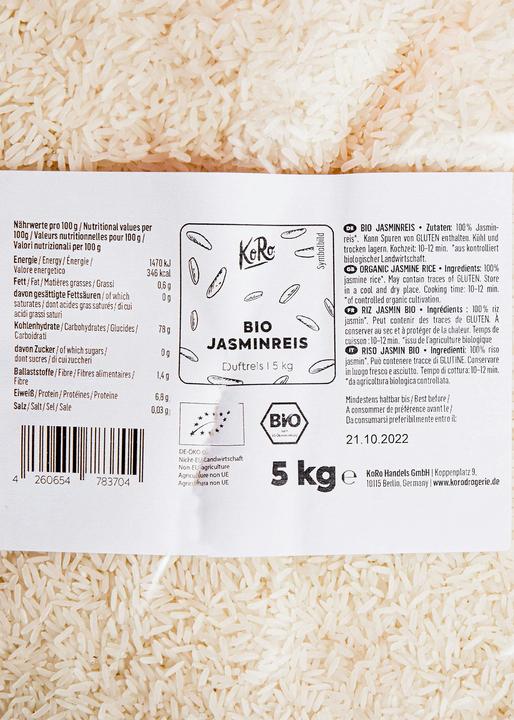 Nährwerte pro 100 g / Nutritional values per
100g / Valeurs nutritionnelles pour 100 g /
Valori nutrizionali per 100 g
Energie / Energy / Énergie / 1470 kJ
Valore energetico 346 kcal
Fett / Fat / Matières grasses / Grassi 0,6 g
davon gesättigte Fettsäuren / of which 0 g
saturates / dont acides gras saturés / di cui
acidi grassi saturi
Kohlenhydrate / Carbohydrates / Glucides / 78 g
Carboidrati
davon Zucker / of which sugars / 0 g
dont sucres / di cui zuccheri
Ballaststoffe / Fibre / Fibres alimentaires / 1,4 g
Fibre
Eiweiß / Protein / Protéines / Proteine 6,8 g
Salz / Salt / Sel / Sale 0,03 g
4 260654 783704
KoRo
Symbolbild
BIO
JASMINREIS
Duftreis | 5 kg
DE-ÖKO
Nicht-EU-Landwirtschaft
Non EU-agriculture
Agriculture non UE
Agricoltura non UE
BIO
5 kg e
DE BIO JASMINREIS • Zutaten: 100% Jasmin-
reis*. Kann Spuren von GLUTEN enthalten. Kühl und
trocken lagern. Kochzeit: 10-12 min. *aus kontrolliert
biologischer Landwirtschaft.
GB ORGANIC JASMINE RICE • Ingredients: 100%
jasmine rice*. May contain traces of GLUTEN. Store
in a cool and dry place. Cooking time: 10-12 min.
*of controlled organic cultivation.
FR RIZ JASMIN BIO • Ingrédients : 100% riz
jasmin*. Peut contenir des traces de GLUTEN. À
conserver au sec et à protéger de la chaleur. Temps de
cuisson : 10-12 min. *issu de l'agriculture biologique
IT RISO JASMIN BIO • Ingredienti: 100% riso
jasmin*. Può contenere tracce di GLUTINE. Conservare
in luogo fresco e asciutto. Tempo di cottura: 10-12 min.
*da agricoltura biologica controllata.
Mindestens haltbar bis / Best before /
A consommer de préférence avant le /
Da consumarsi preferibilmente entro il:
21.10.2022
KoRo Handels GmbH | Koppenplatz 9,
10115 Berlin, Germany | www.korodrogerie.de